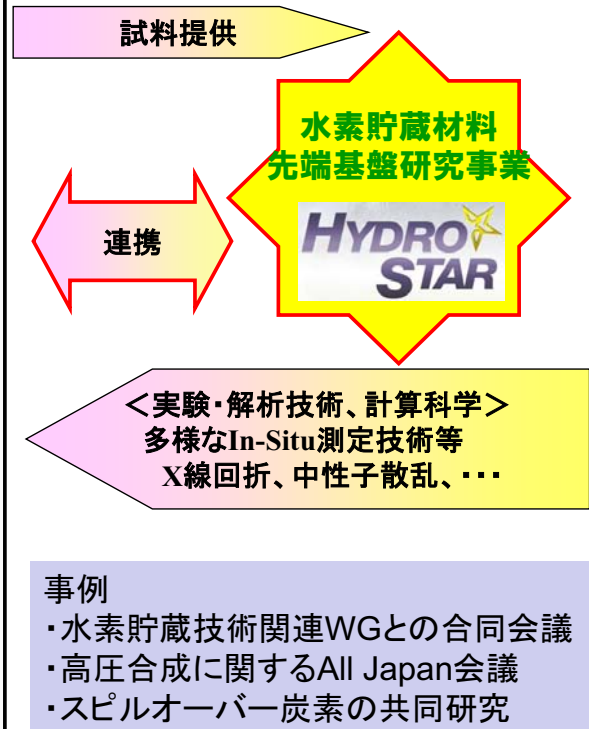 試料提供
水素貯蔵材料
先端基盤研究事業
HYDRO
STAR
連携
＜実験・解析技術、計算科学＞
多様なIn-Situ測定技術等
X線回折、中性子散乱、・・・
事例
・水素貯蔵技術関連WGとの合同会議
・高圧合成に関するAll Japan会議
・スピルオーバー炭素の共同研究